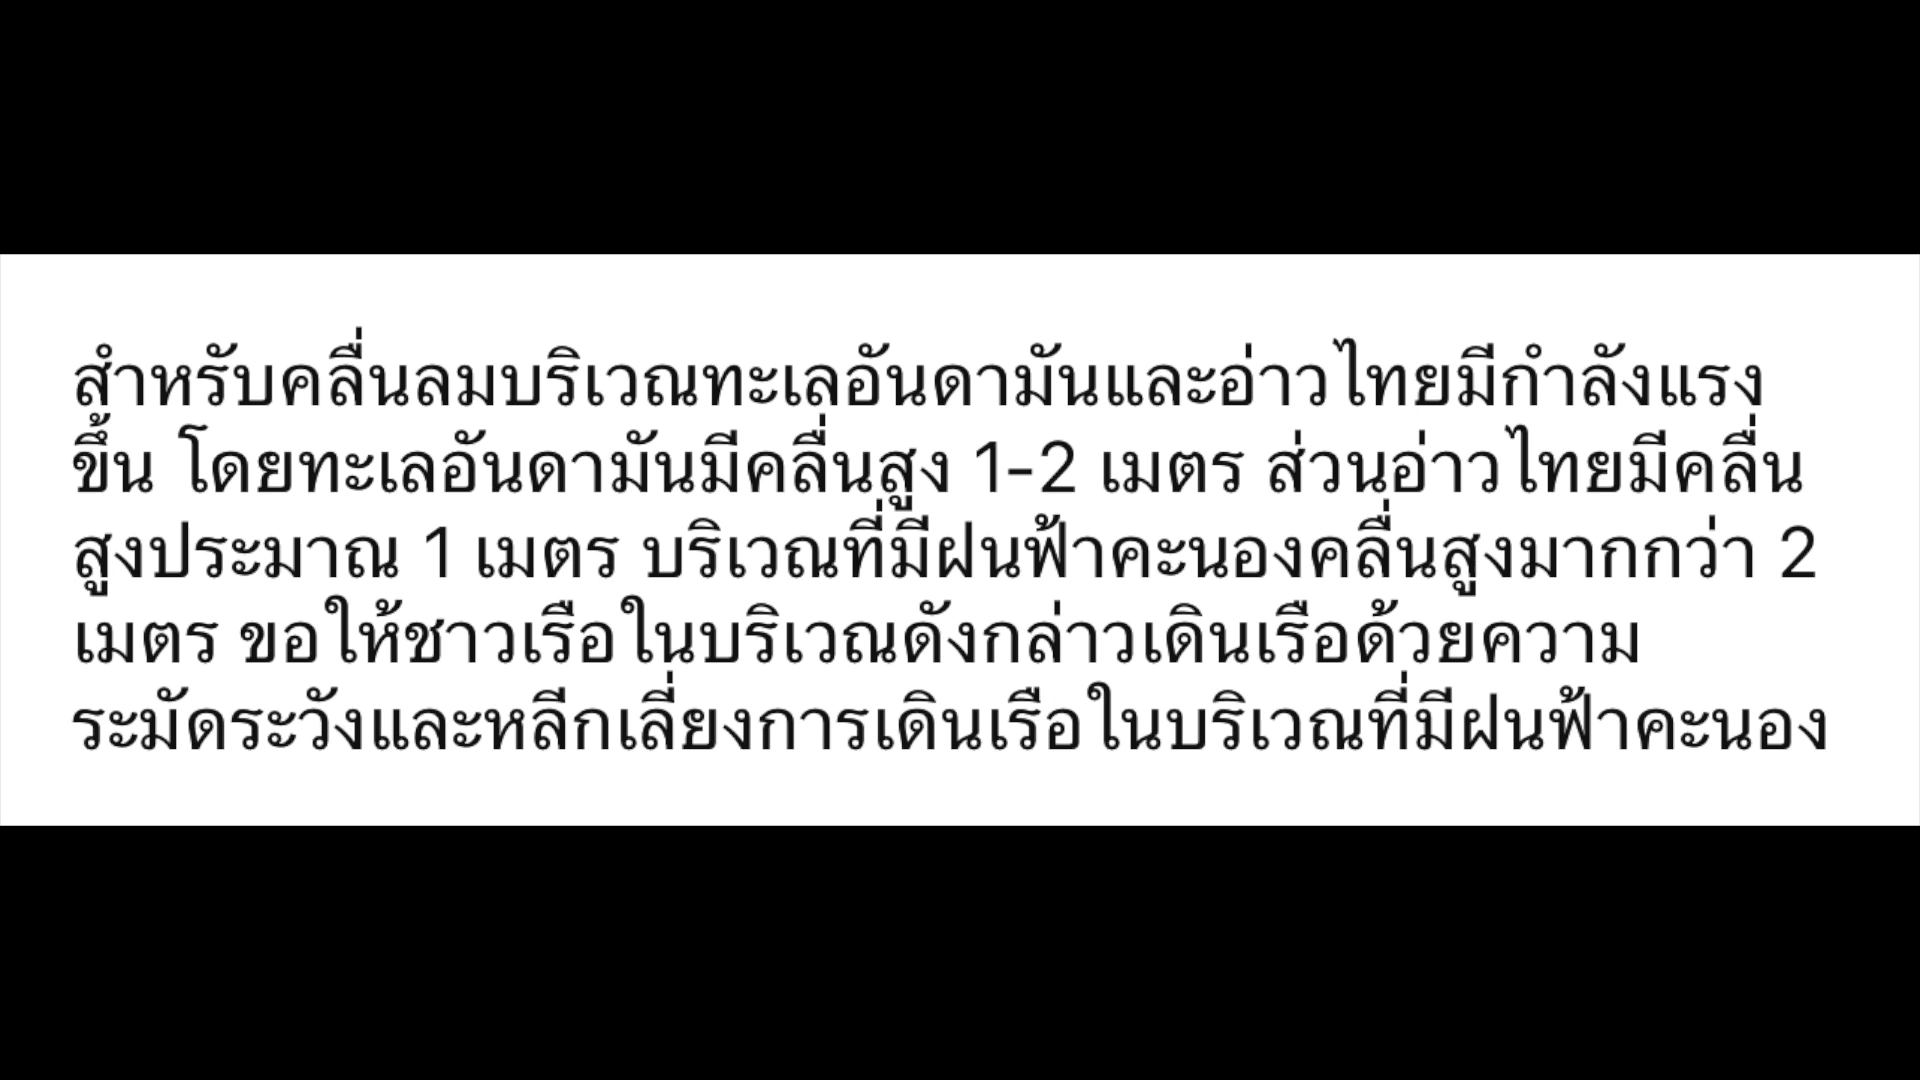 สำหรับคลื่นลมบริเวณทะเลอันดามันและอ่าวไทยมีกำลังแรง
ขึ้น โดยทะเลอันดามันมีคลื่นสูง 1-2 เมตร ส่วนอ่าวไทยมีคลื่น
สูงประมาณ 1 เมตร บริเวณที่มีฝนฟ้าคะนองคลื่นสูงมากกว่า 2
เมตร ขอให้ชาวเรือในบริเวณดังกล่าวเดินเรือด้วยความ
ระมัดระวังและหลีกเลี่ยงการเดินเรือในบริเวณที่มีฝนฟ้าคะนอง